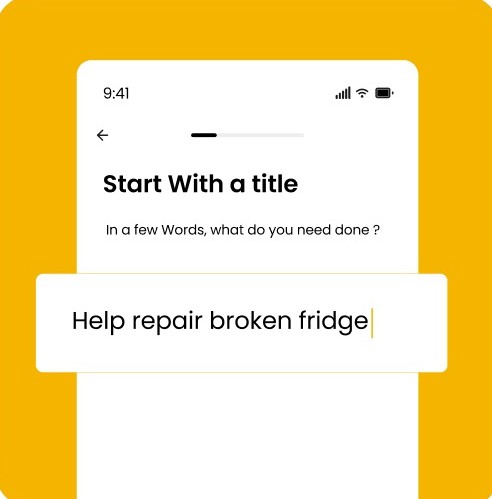 9:41
Start With a title
In a few Words, what do you need done ?
Help repair broken fridge